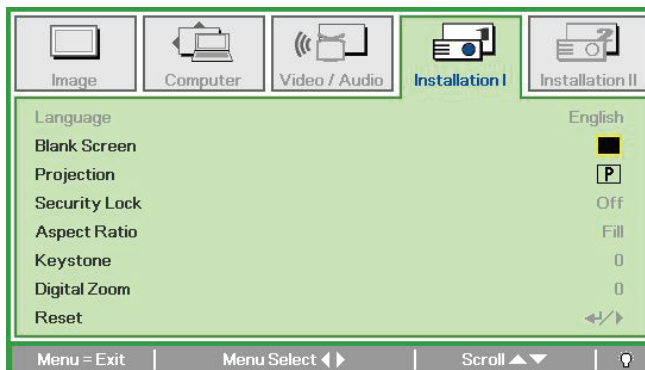 Image Computer Video / Audio Installation I Installation II
Language English
Blank Screen
Projection P
Security Lock Off
Aspect Ratio Fill
Keystone 0
Digital Zoom 0
Reset
Menu = Exit Menu Select Scroll